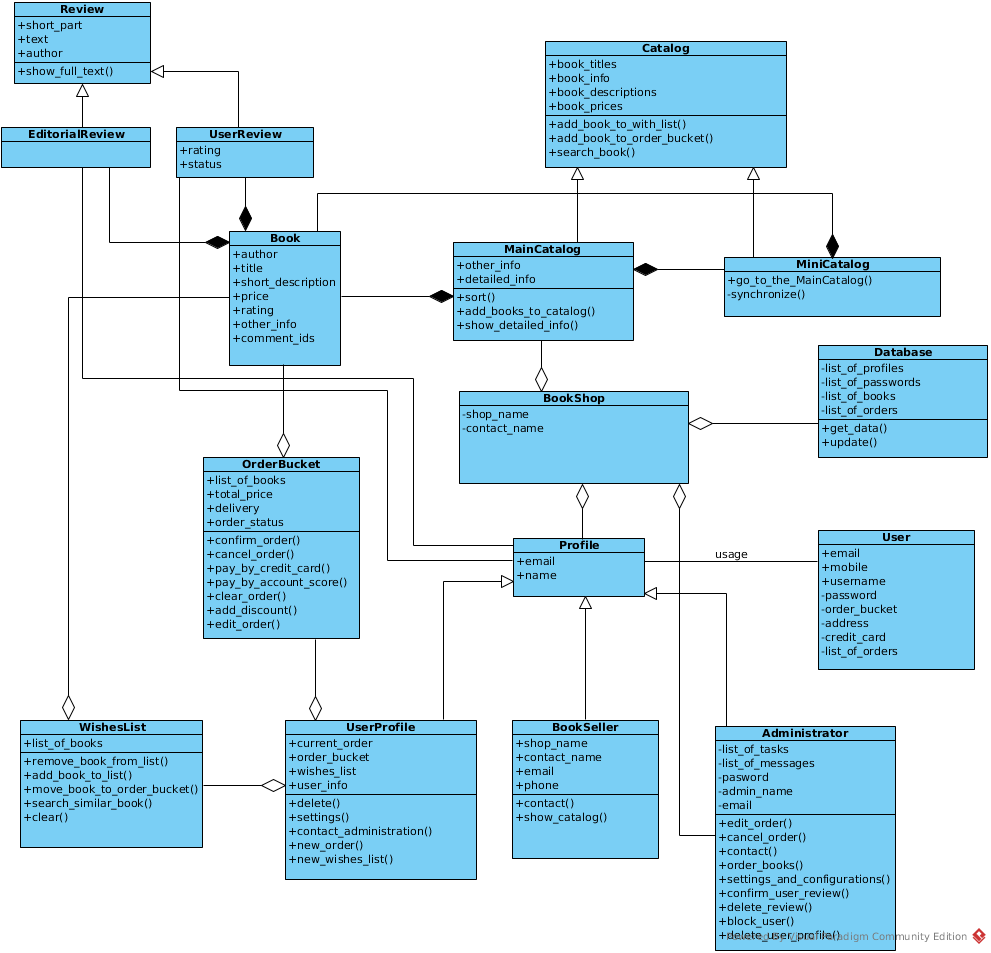 Review
+short_part
+text
+author
+show_full_text()
Catalog
+book_titles
+book_info
+book_descriptions
+book_prices
+add_book_to_with_list()
+add_book_to_order_bucket()
+search_book()
EditorialReview
UserReview
+rating
+status
Book
+author
+title
+short_description
+price
+rating
+other_info
+comment_ids
MainCatalog
+other_info
+detailed_info
+sort()
+add_books_to_catalog()
+show_detailed_info()
MiniCatalog
+go_to_the_MainCatalog()
-synchronize()
Database
-list_of_profiles
-list_of_passwords
-list_of_books
-list_of_orders
+get_data()
+update()
BookShop
-shop_name
-contact_name
OrderBucket
+list_of_books
+total_price
+delivery
+order_status
+confirm_order()
+cancel_order()
+pay_by_credit_card()
+pay_by_account_score()
+clear_order()
+add_discount()
+edit_order()
Profile
+email
+name
usage
User
+email
+mobile
+username
-password
-order_bucket
-address
-credit_card
-list_of_orders
WishesList
+list_of_books
+remove_book_from_list()
+add_book_to_list()
+move_book_to_order_bucket()
+search_similar_book()
+clear()
UserProfile
+current_order
+order_bucket
+wishes_list
+user_info
+delete()
+settings()
+contact_administration()
+new_order()
+new_wishes_list()
BookSeller
+shop_name
+contact_name
+email
+phone
+contact()
+show_catalog()
Administrator
-list_of_tasks
-list_of_messages
-pasword
-admin_name
-email
+edit_order()
+cancel_order()
+contact()
+order_books()
+settings_and_configurations()
+confirm_user_review()
+delete_review()
+block_user()
+delete_user_profile()
Powered By Visual Paradigm Community Edition